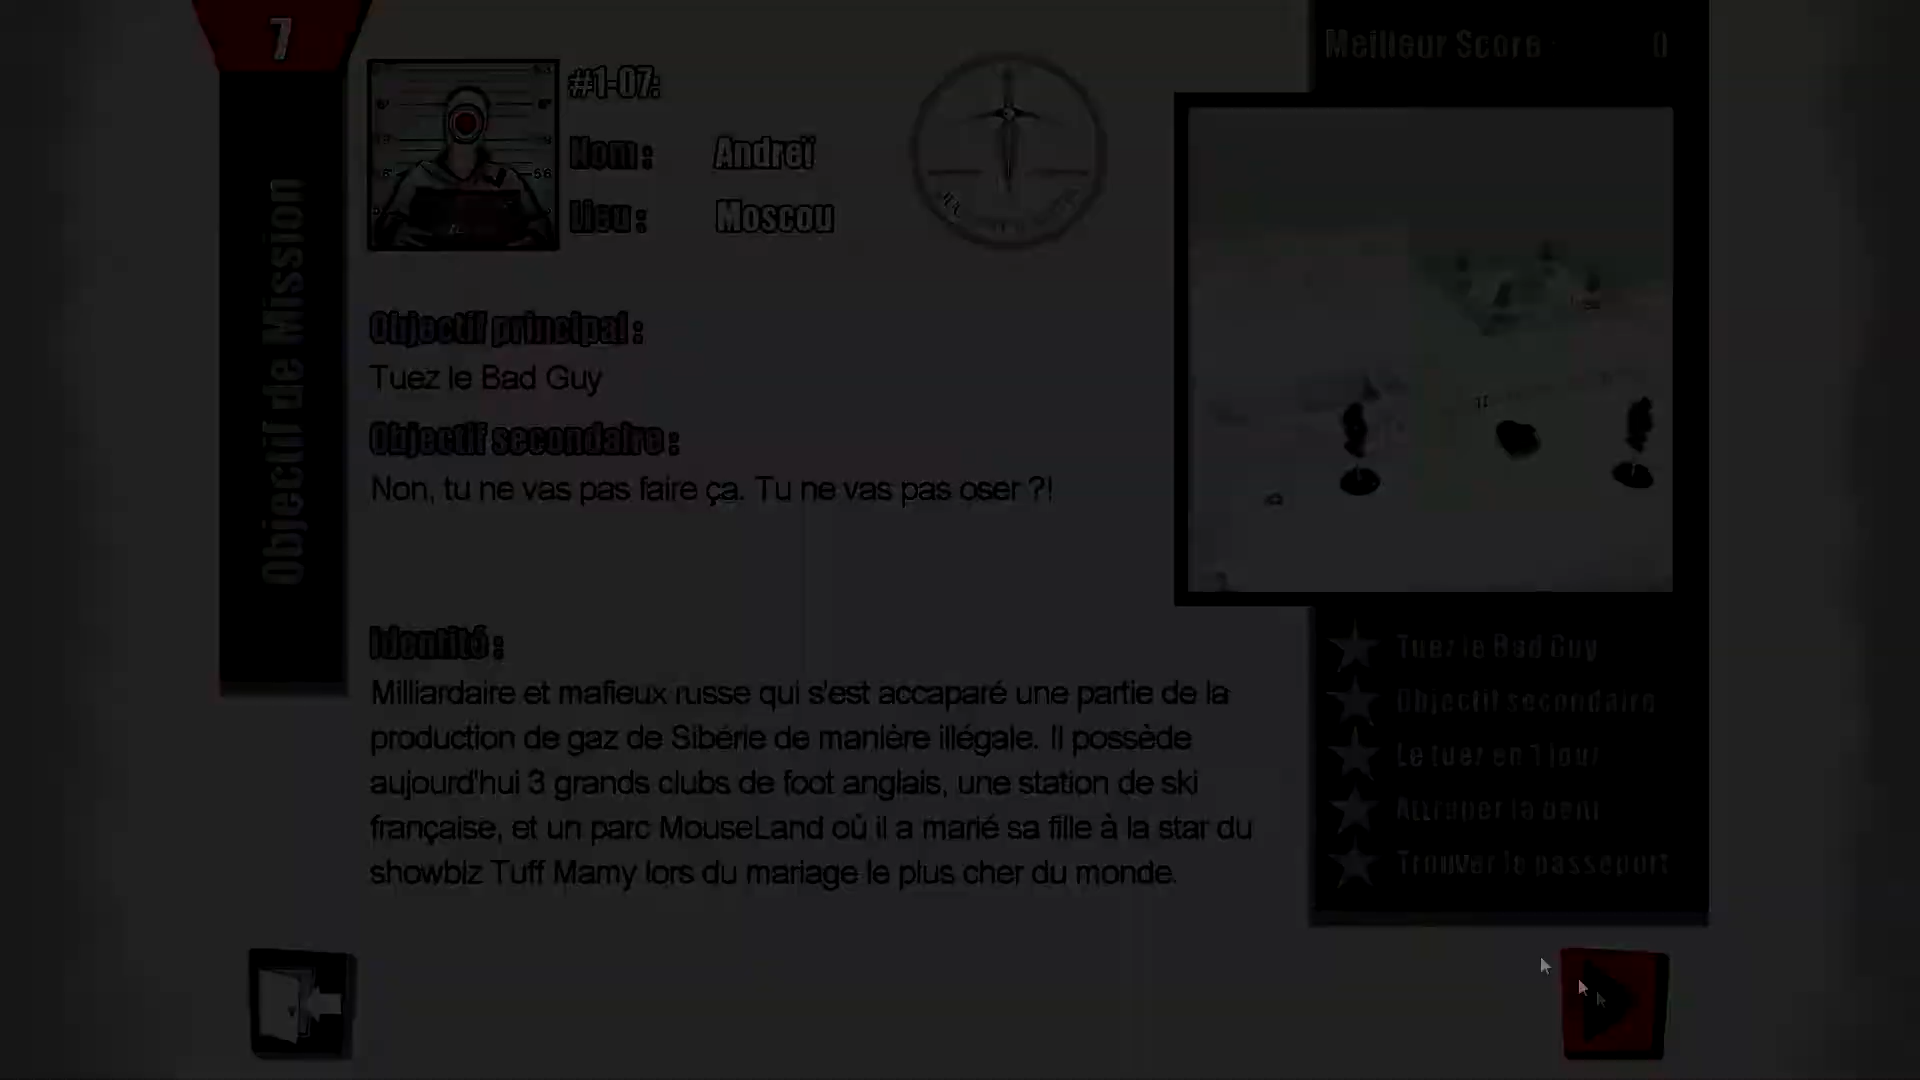 7
Objectif de Mission
#1-07:
Nom : Andreï
Lieu : Moscou
Objectif principal :
Tuez le Bad Guy
Objectif secondaire :
Non, tu ne vas pas faire ça. Tu ne vas pas oser ?!
Identité :
Milliardaire et mafieux russe qui s'est accaparé une partie de la
production de gaz de Sibérie de manière illégale. Il possède
aujourd'hui 3 grands clubs de foot anglais, une station de ski
française, et un parc MouseLand où il a marié sa fille à la star du
showbiz Tuff Mamy lors du mariage le plus cher du monde.
Meilleur Score : 0
Tuez le Bad Guy
Objectif secondaire
Le tuer en 1 jour
Attraper la dent
Trouver le passeport